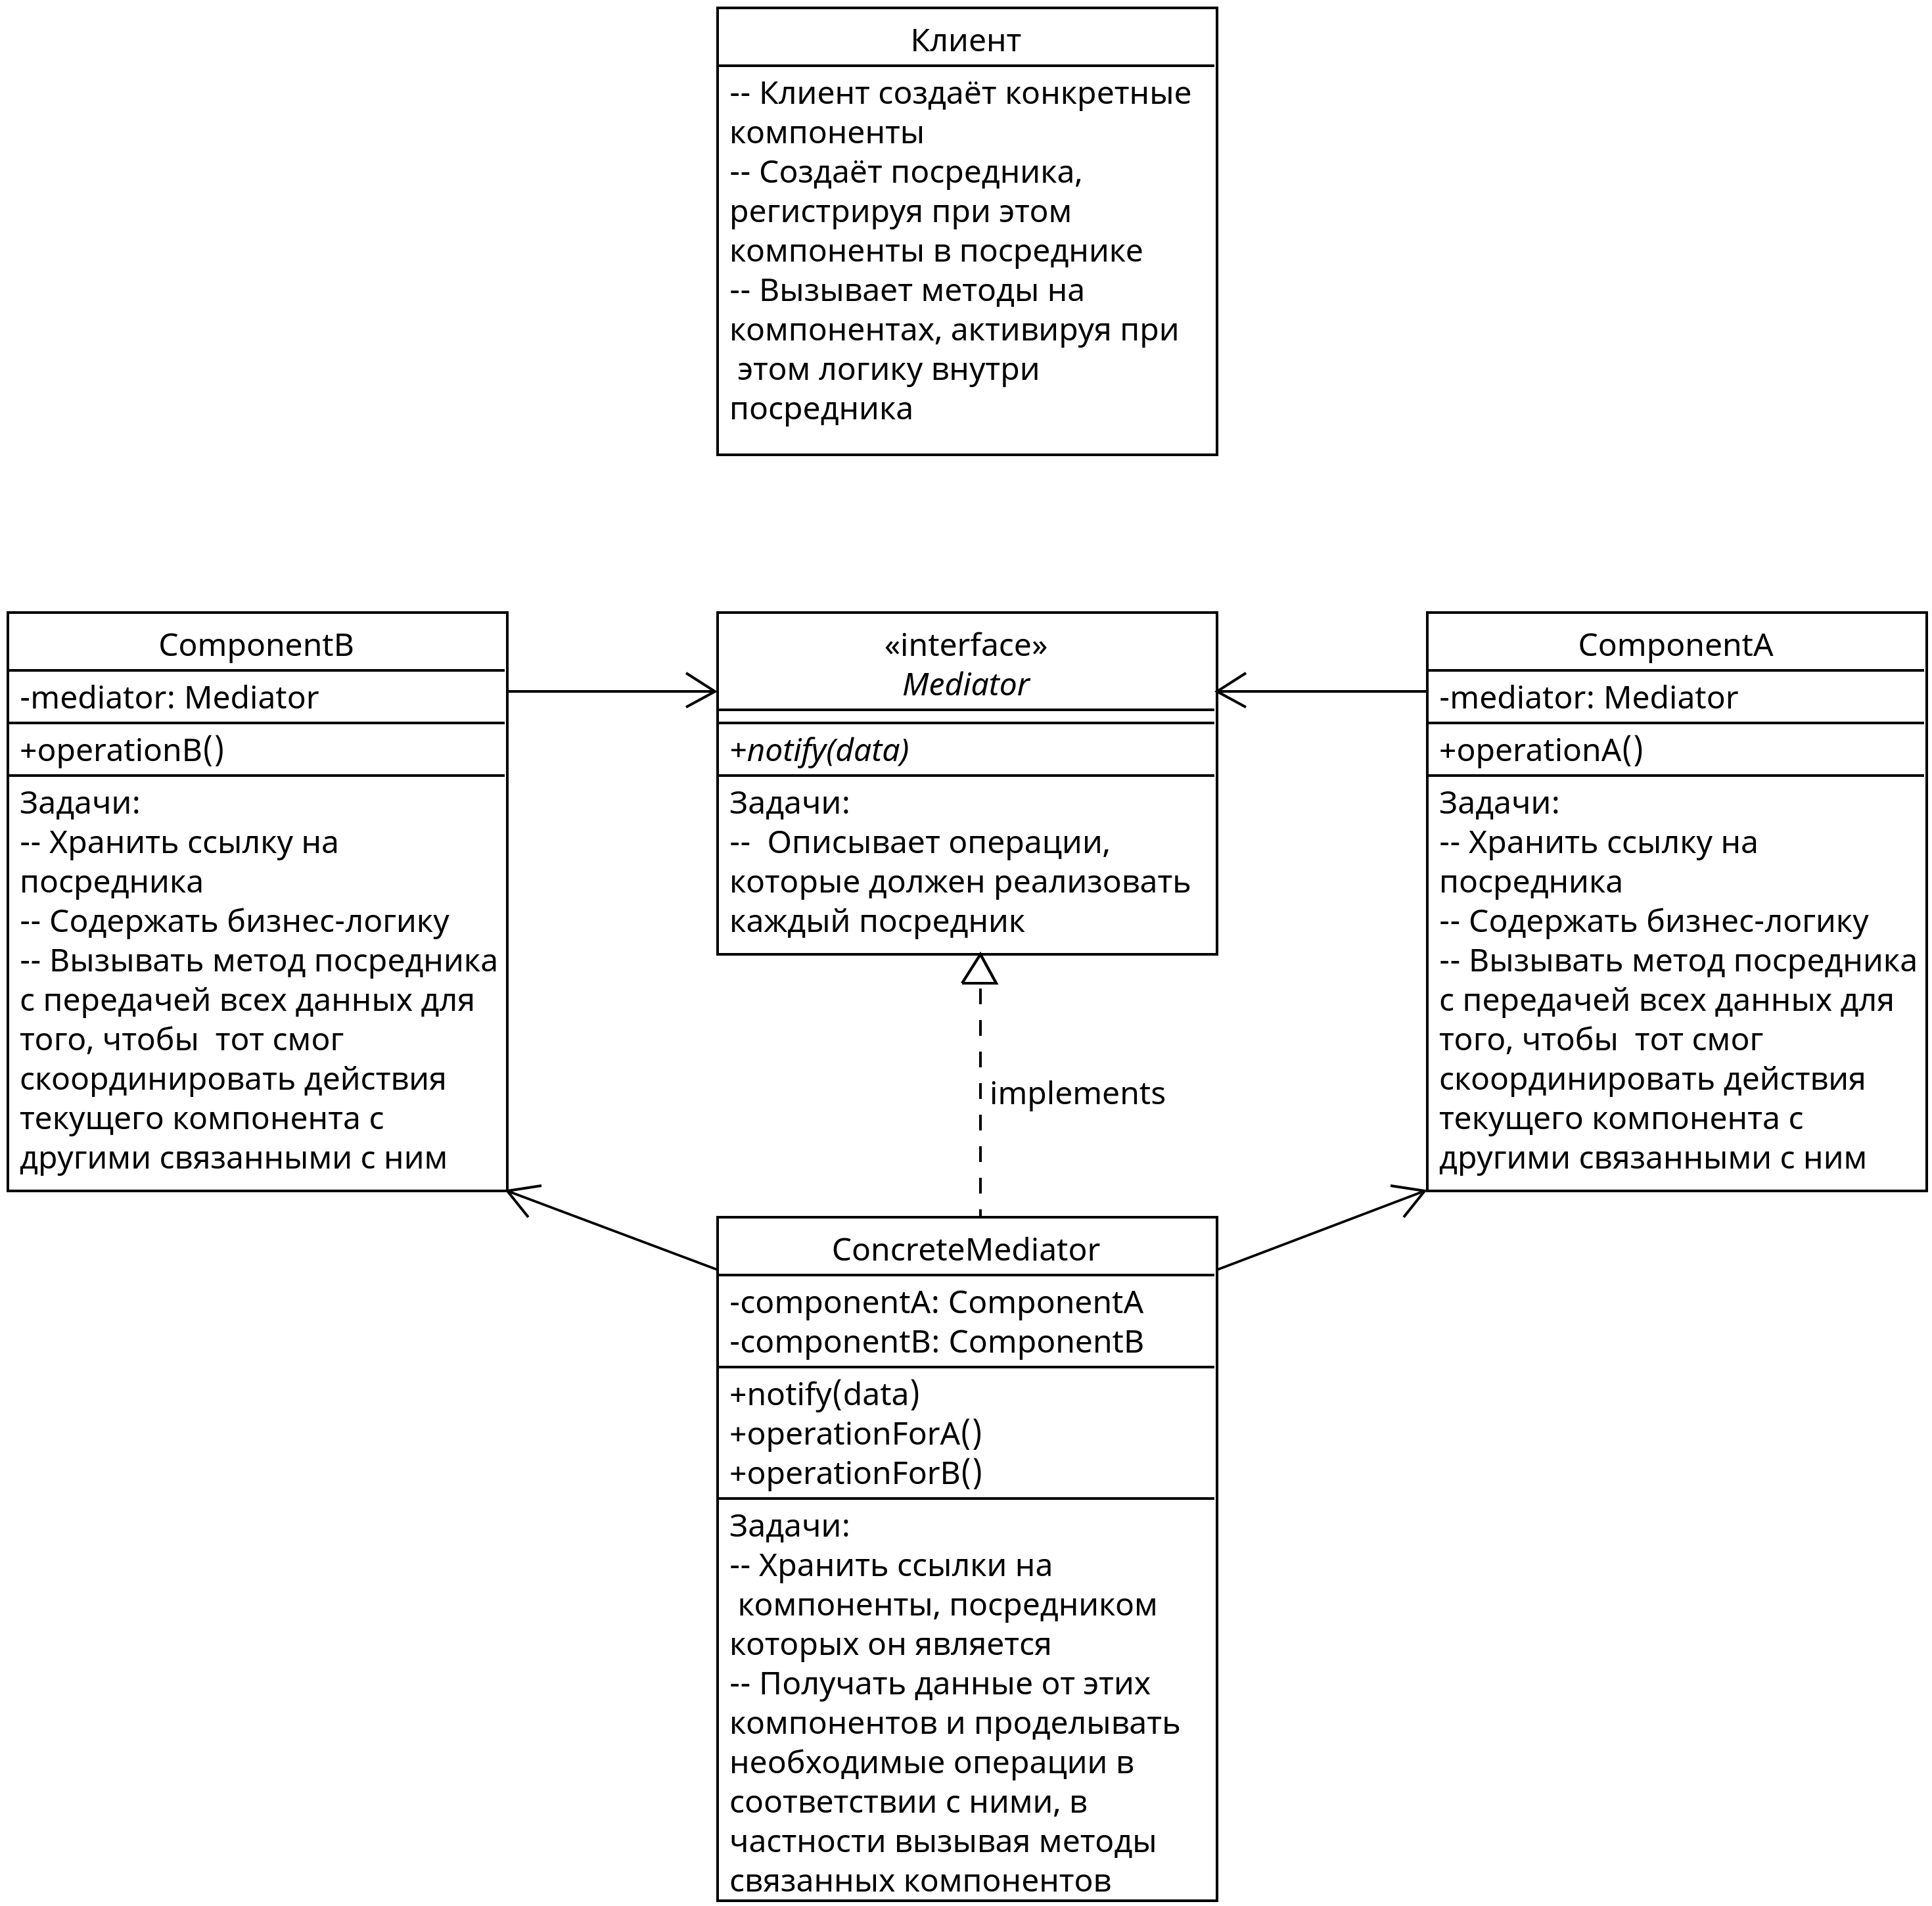 Клиент
-- Клиент создаёт конкретные
компоненты
-- Создаёт посредника,
регистрируя при этом
компоненты в посреднике
-- Вызывает методы на
компонентах, активируя при
этом логику внутри
посредника
ComponentB
-mediator: Mediator
+operationB()
Задачи:
-- Хранить ссылку на
посредника
-- Содержать бизнес-логику
-- Вызывать метод посредника
с передачей всех данных для
того, чтобы  тот смог
скоординировать действия
текущего компонента с
другими связанными с ним
«interface»
Mediator
+notify(data)
Задачи:
--  Описывает операции,
которые должен реализовать
каждый посредник
ComponentA
-mediator: Mediator
+operationA()
Задачи:
-- Хранить ссылку на
посредника
-- Содержать бизнес-логику
-- Вызывать метод посредника
с передачей всех данных для
того, чтобы  тот смог
скоординировать действия
текущего компонента с
другими связанными с ним
implements
ConcreteMediator
-componentA: ComponentA
-componentB: ComponentB
+notify(data)
+operationForA()
+operationForB()
Задачи:
-- Хранить ссылки на
компоненты, посредником
которых он является
-- Получать данные от этих
компонентов и проделывать
необходимые операции в
соответствии с ними, в
частности вызывая методы
связанных компонентов